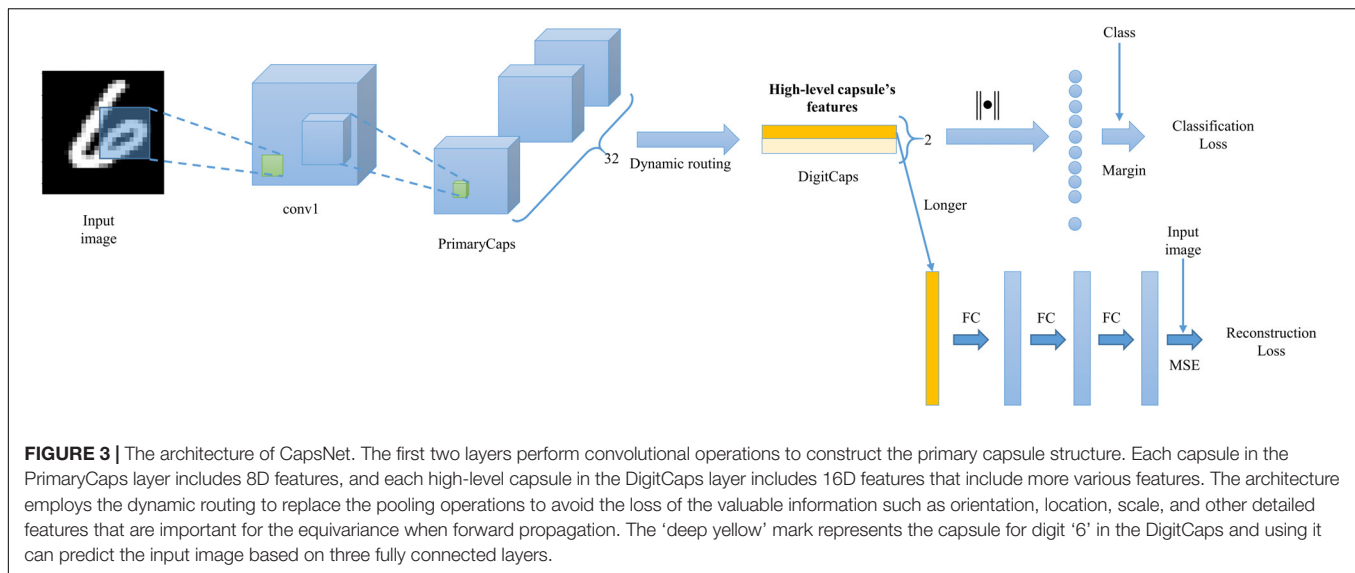 Input
image
conv1
PrimaryCaps
32
Dynamic routing
High-level capsule's
features
2
DigitCaps
Longer
‖●‖
Class
Margin
Classification
Loss
FC
FC
FC
Input
image
MSE
Reconstruction
Loss
FIGURE 3 | The architecture of CapsNet. The first two layers perform convolutional operations to construct the primary capsule structure. Each capsule in the
PrimaryCaps layer includes 8D features, and each high-level capsule in the DigitCaps layer includes 16D features that include more various features. The architecture
employs the dynamic routing to replace the pooling operations to avoid the loss of the valuable information such as orientation, location, scale, and other detailed
features that are important for the equivariance when forward propagation. The 'deep yellow' mark represents the capsule for digit '6' in the DigitCaps and using it
can predict the input image based on three fully connected layers.